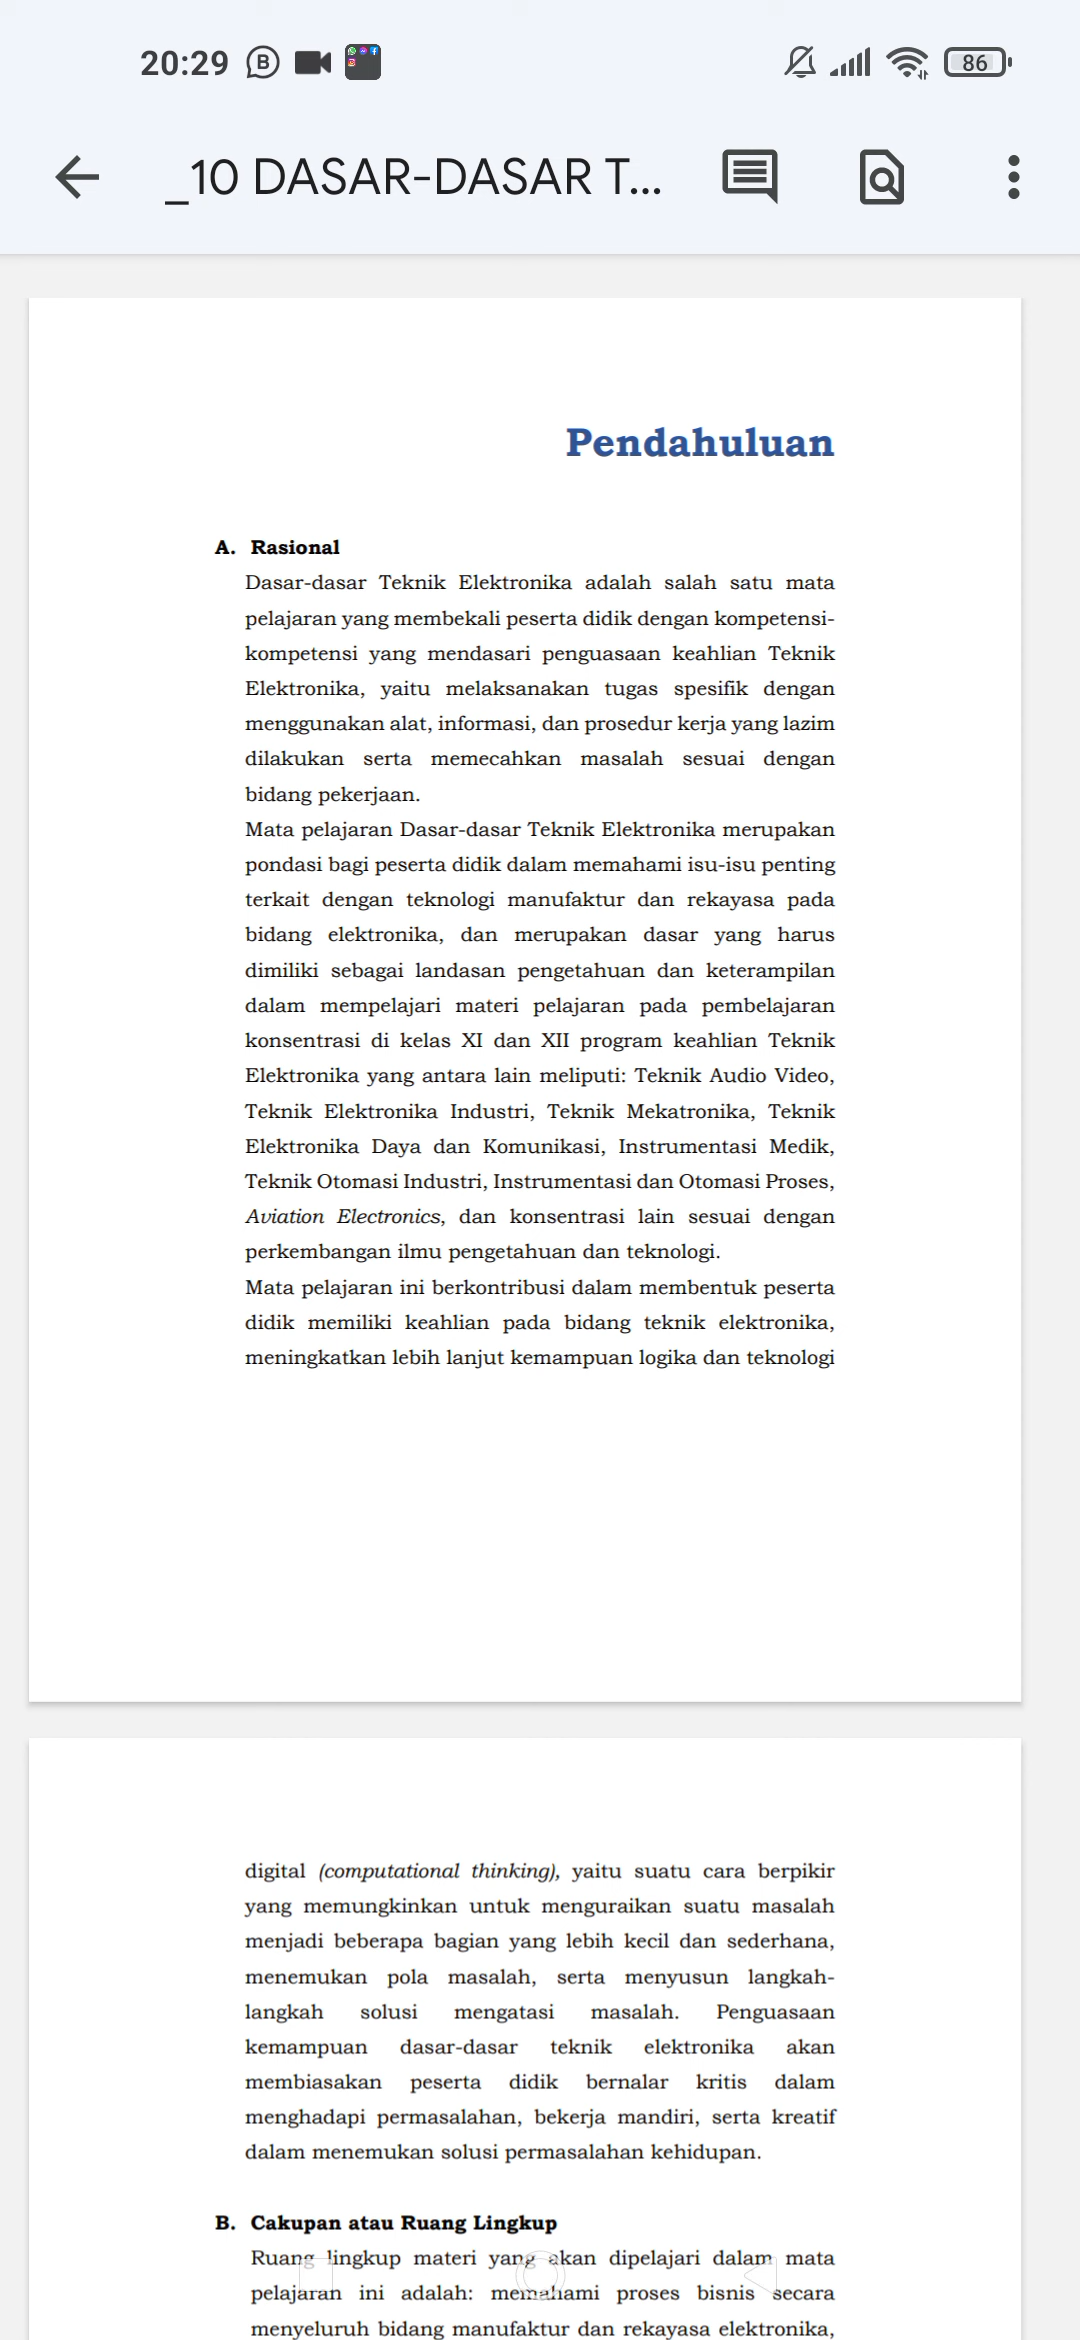 20:29
86
_10 DASAR-DASAR T...
Pendahuluan
A. Rasional
Dasar-dasar Teknik Elektronika adalah salah satu mata
pelajaran yang membekali peserta didik dengan kompetensi-
kompetensi yang mendasari penguasaan keahlian Teknik
Elektronika, yaitu melaksanakan tugas spesifik dengan
menggunakan alat, informasi, dan prosedur kerja yang lazim
dilakukan serta memecahkan masalah sesuai dengan
bidang pekerjaan.
Mata pelajaran Dasar-dasar Teknik Elektronika merupakan
pondasi bagi peserta didik dalam memahami isu-isu penting
terkait dengan teknologi manufaktur dan rekayasa pada
bidang elektronika, dan merupakan dasar yang harus
dimiliki sebagai landasan pengetahuan dan keterampilan
dalam mempelajari materi pelajaran pada pembelajaran
konsentrasi di kelas XI dan XII program keahlian Teknik
Elektronika yang antara lain meliputi: Teknik Audio Video,
Teknik Elektronika Industri, Teknik Mekatronika, Teknik
Elektronika Daya dan Komunikasi, Instrumentasi Medik,
Teknik Otomasi Industri, Instrumentasi dan Otomasi Proses,
Aviation Electronics, dan konsentrasi lain sesuai dengan
perkembangan ilmu pengetahuan dan teknologi.
Mata pelajaran ini berkontribusi dalam membentuk peserta
didik memiliki keahlian pada bidang teknik elektronika,
meningkatkan lebih lanjut kemampuan logika dan teknologi
digital (computational thinking), yaitu suatu cara berpikir
yang memungkinkan untuk menguraikan suatu masalah
menjadi beberapa bagian yang lebih kecil dan sederhana,
menemukan pola masalah, serta menyusun langkah-
langkah solusi mengatasi masalah. Penguasaan
kemampuan dasar-dasar teknik elektronika akan
membiasakan peserta didik bernalar kritis dalam
menghadapi permasalahan, bekerja mandiri, serta kreatif
dalam menemukan solusi permasalahan kehidupan.
B. Cakupan atau Ruang Lingkup
Ruang lingkup materi yang akan dipelajari dalam mata
pelajaran ini adalah: memahami proses bisnis secara
menyeluruh bidang manufaktur dan rekayasa elektronika,